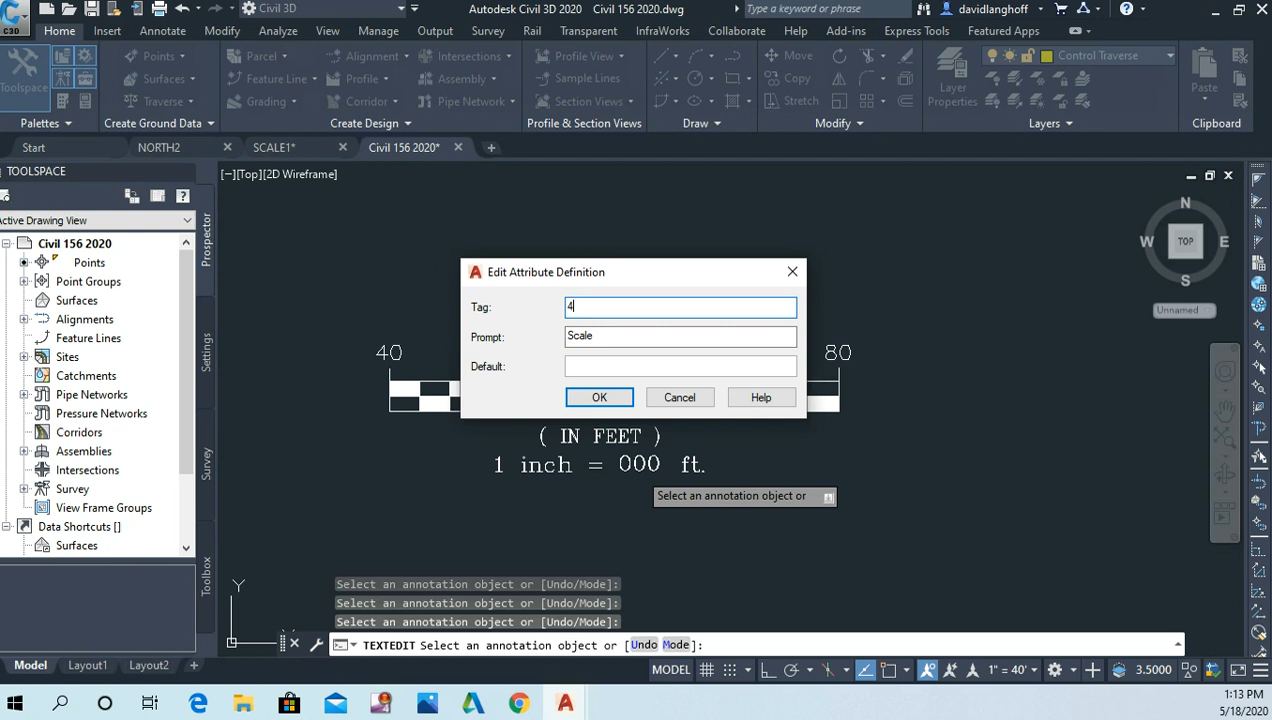 Civil 3D
Autodesk Civil 3D 2020 Civil 156 2020.dwg
Type a keyword or phrase
davidlanghoff
C3D
Home Insert Annotate Modify Analyze View Manage Output Survey Rail Transparent InfraWorks Collaborate Help Add-ins Express Tools Featured Apps
Toolspace
Points
Surfaces
Traverse
Parcel
Feature Line
Grading
Alignment
Profile
Corridor
Intersections
Assembly
Pipe Network
Profile View
Sample Lines
Section Views
Move
Copy
Stretch
Layer
Properties
Control Traverse
Paste
Palettes
Create Ground Data
Create Design
Profile & Section Views
Draw
Modify
Layers
Clipboard
Start
NORTH2
SCALE1*
Civil 156 2020*
TOOLSPACE
Active Drawing View
Civil 156 2020
Points
Point Groups
Surfaces
Alignments
Feature Lines
Sites
Catchments
Pipe Networks
Pressure Networks
Corridors
Assemblies
Intersections
Survey
View Frame Groups
Data Shortcuts []
Surfaces
Prospector
Settings
Survey
Toolbox
[−][Top][2D Wireframe]
N
W
TOP
E
S
Unnamed
Edit Attribute Definition
Tag:
4
Prompt:
Scale
Default:
OK
Cancel
Help
40
80
( IN FEET )
1 inch = 000 ft.
Select an annotation object or
Y
Select an annotation object or [Undo/Mode]:
Select an annotation object or [Undo/Mode]:
Select an annotation object or [Undo/Mode]:
TEXTEDIT Select an annotation object or [Undo Mode]:
Model
Layout1
Layout2
MODEL
1" = 40'
3.5000
1:13 PM
5/18/2020